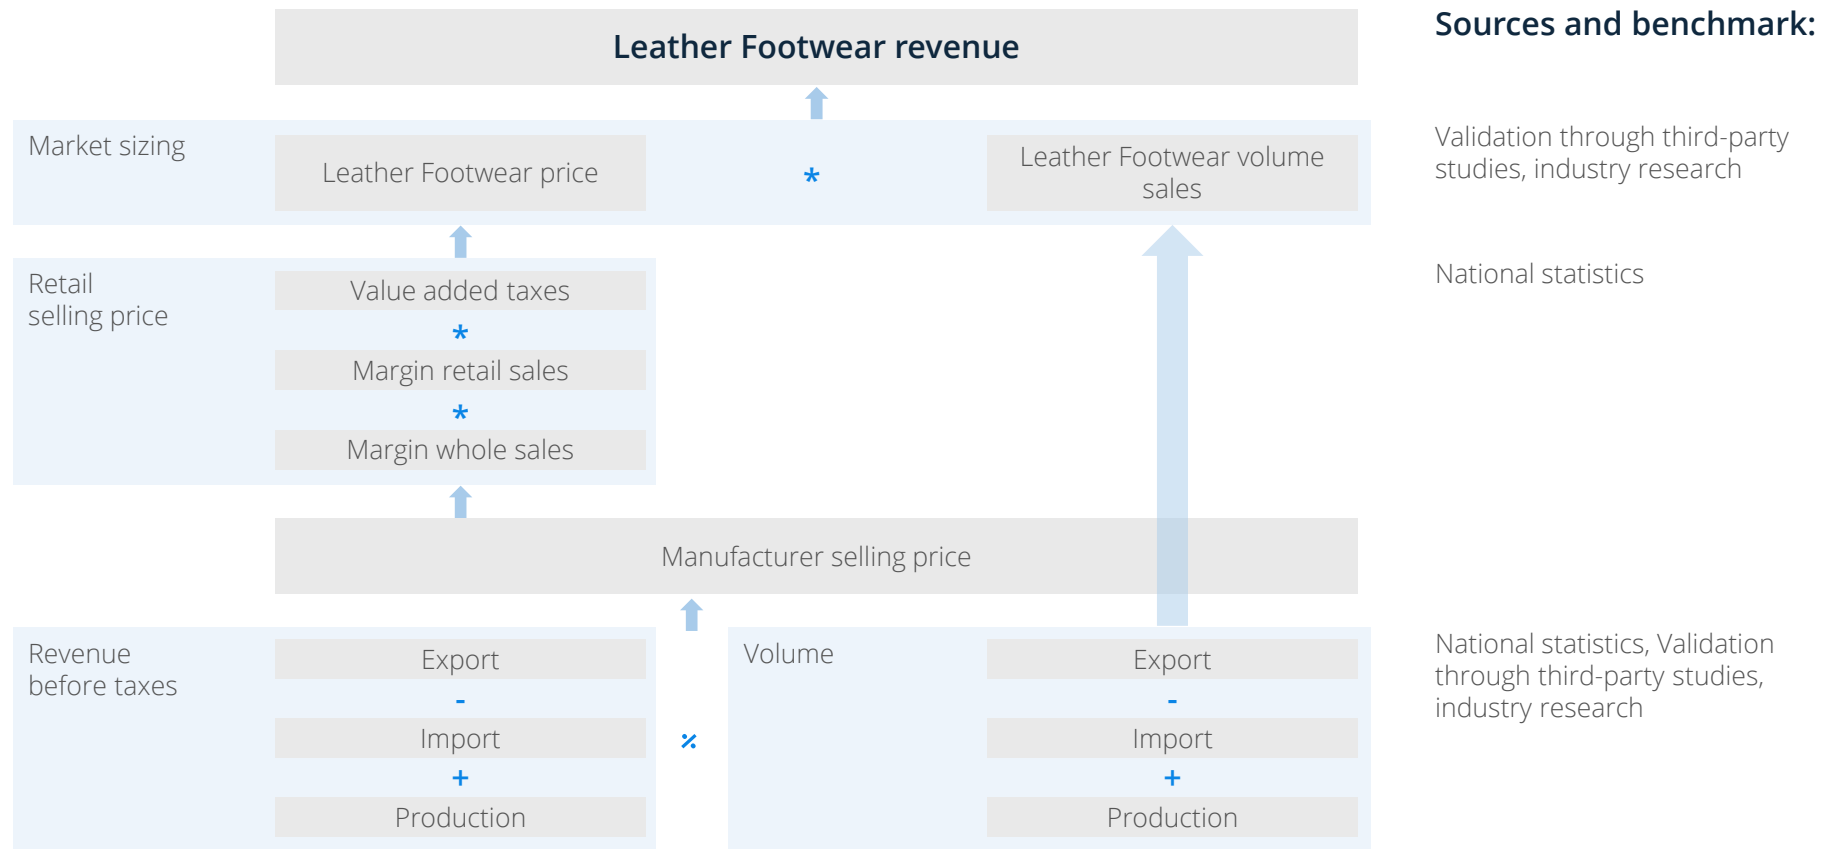 Leather Footwear revenue
Sources and benchmark:
Market sizing
Leather Footwear price
*
Leather Footwear volume
sales
Validation through third-party
studies, industry research
Retail
selling price
Value added taxes
*
Margin retail sales
*
Margin whole sales
National statistics
Manufacturer selling price
Revenue
before taxes
Export
-
Import
+
Production
٪
Volume
Export
-
Import
+
Production
National statistics, Validation
through third-party studies,
industry research